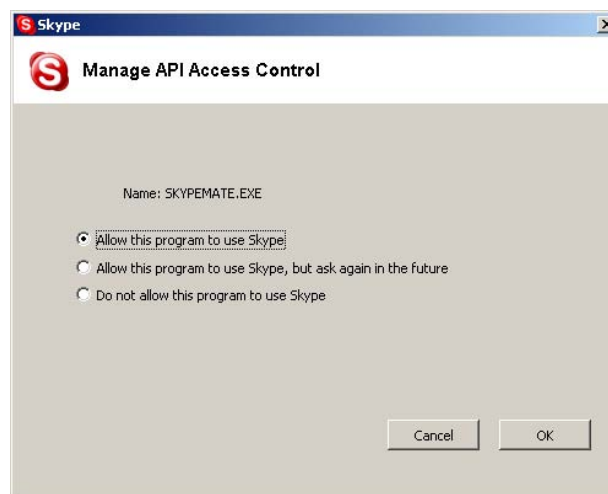 Skype
Manage API Access Control
Name: SKYPEMATE.EXE
Allow this program to use Skype
Allow this program to use Skype, but ask again in the future
Do not allow this program to use Skype
Cancel OK